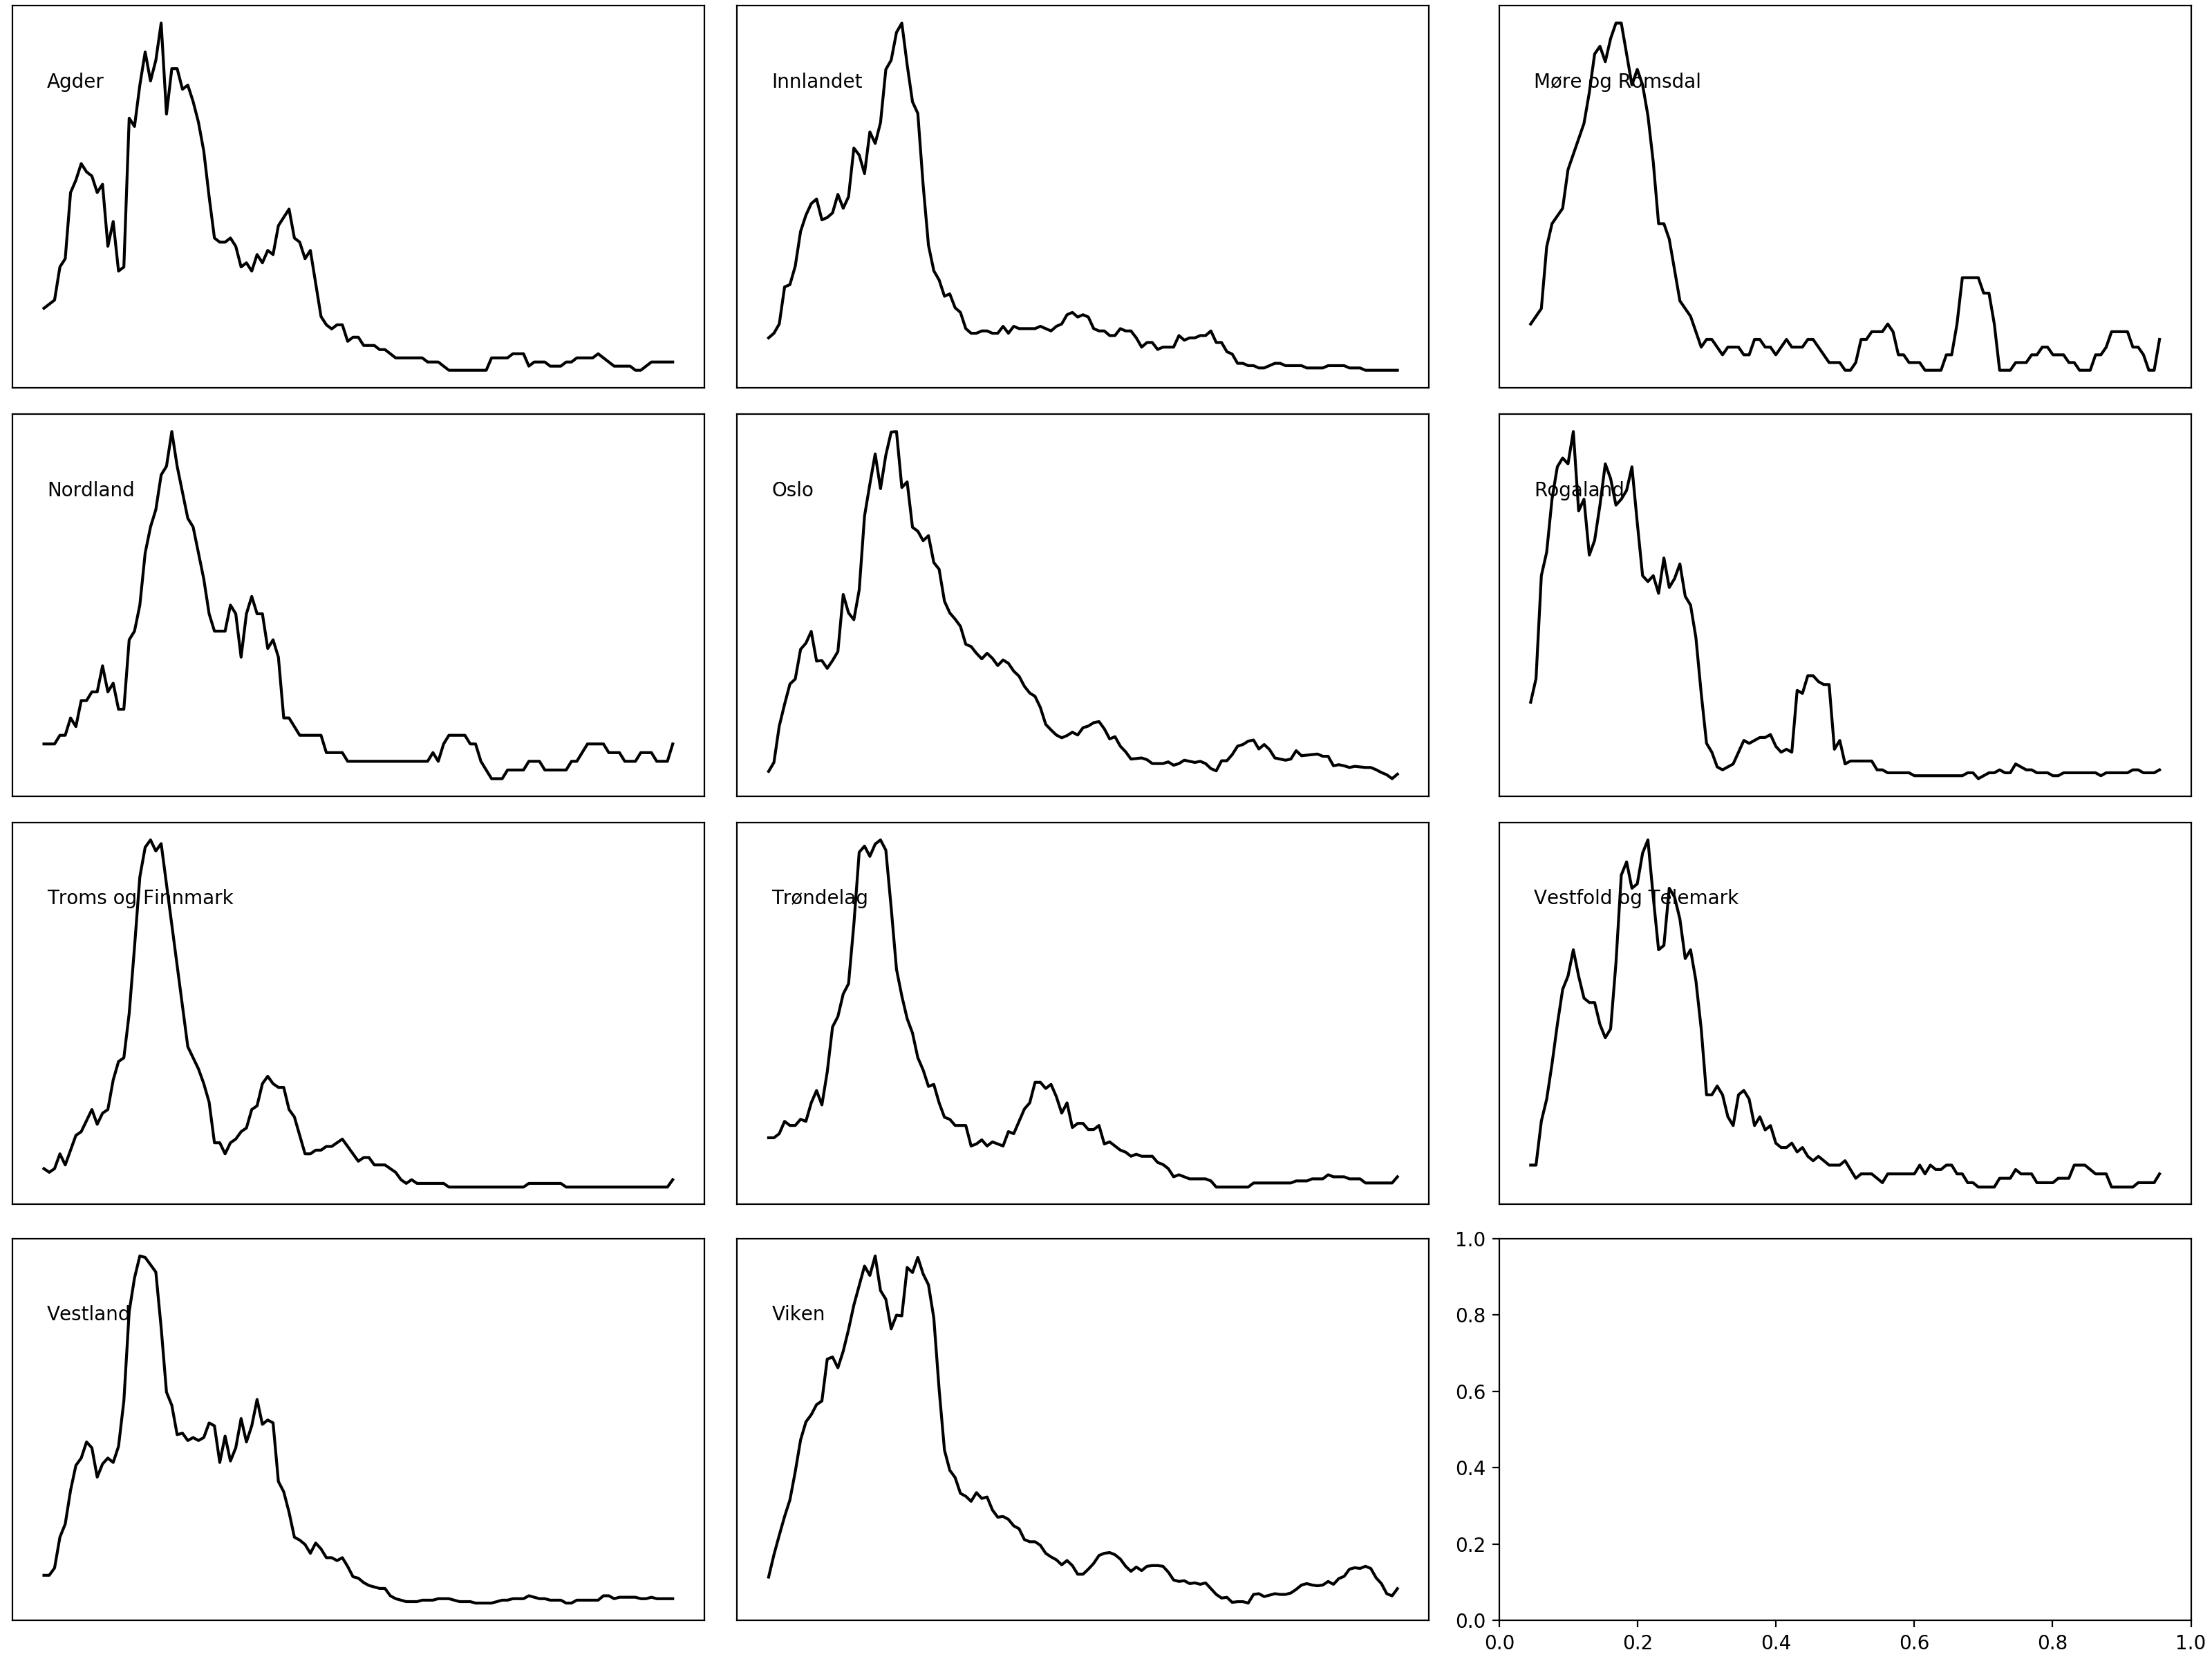 Agder
Innlandet
Møre og Romsdal
Nordland
Oslo
Rogaland
Troms og Finnmark
Trøndelag
Vestfold og Telemark
Vestland
Viken
1.0
0.8
0.6
0.4
0.2
0.0
0.0 0.2 0.4 0.6 0.8 1.0